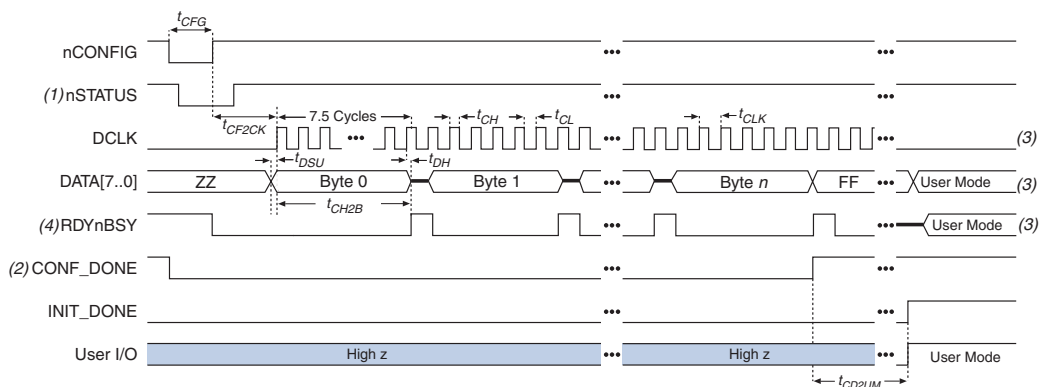 tCFG
nCONFIG
(1) nSTATUS
tCF2CK
7.5 Cycles
tCH
tCL
tCLK
DCLK
(3)
tDSU
tDH
DATA[7..0]
ZZ
Byte 0
Byte 1
Byte n
FF
User Mode
(3)
tCH2B
(4) RDYnBSY
User Mode
(3)
(2) CONF_DONE
INIT_DONE
User I/O
High z
High z
User Mode
tCD2UM